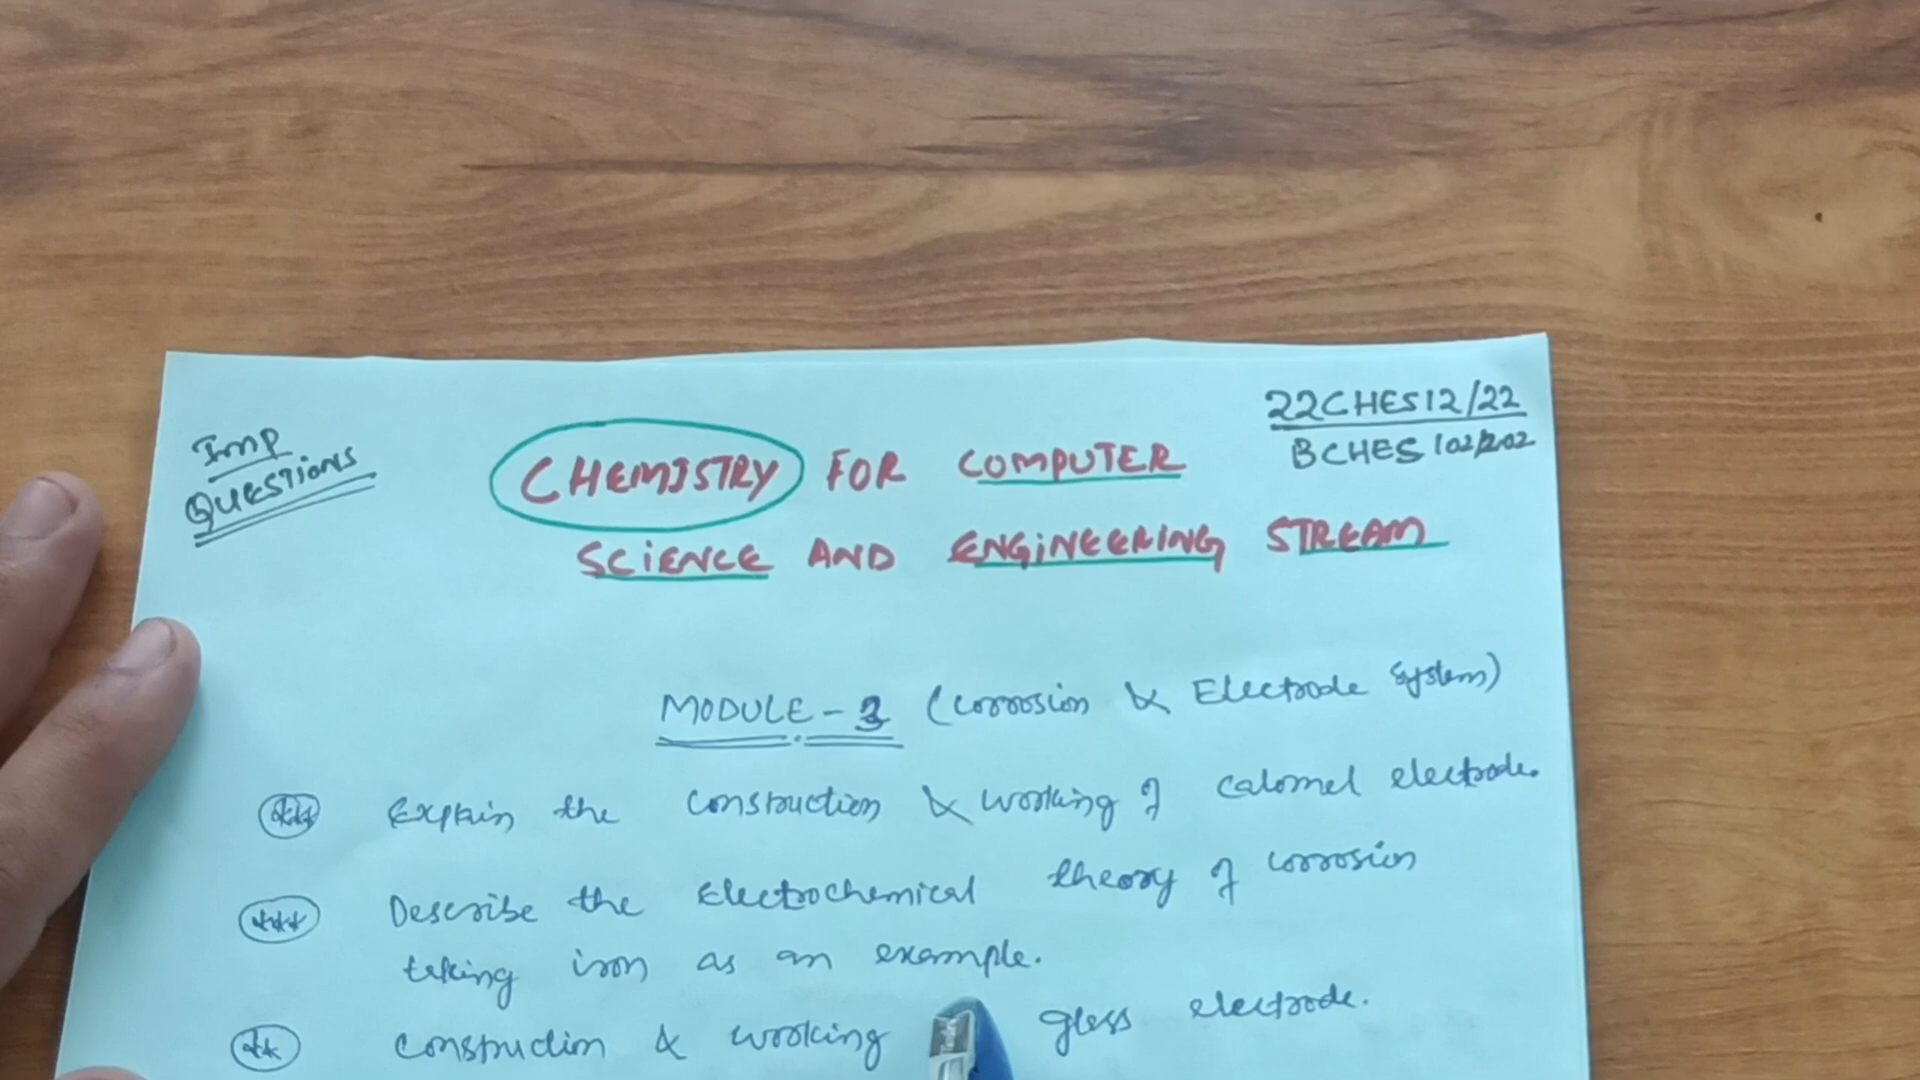 Imp
QUESTIONS
22CHES12/22
BCHES 102/202
CHEMISTRY FOR COMPUTER
SCIENCE AND ENGINEERING STREAM
MODULE-3 (Corrosion & Electrode System)
*** Explain the construction & working of calomel electrode.
*** Describe the Electrochemical theory of corrosion
taking iron as an example.
** Construction & working glass electrode.